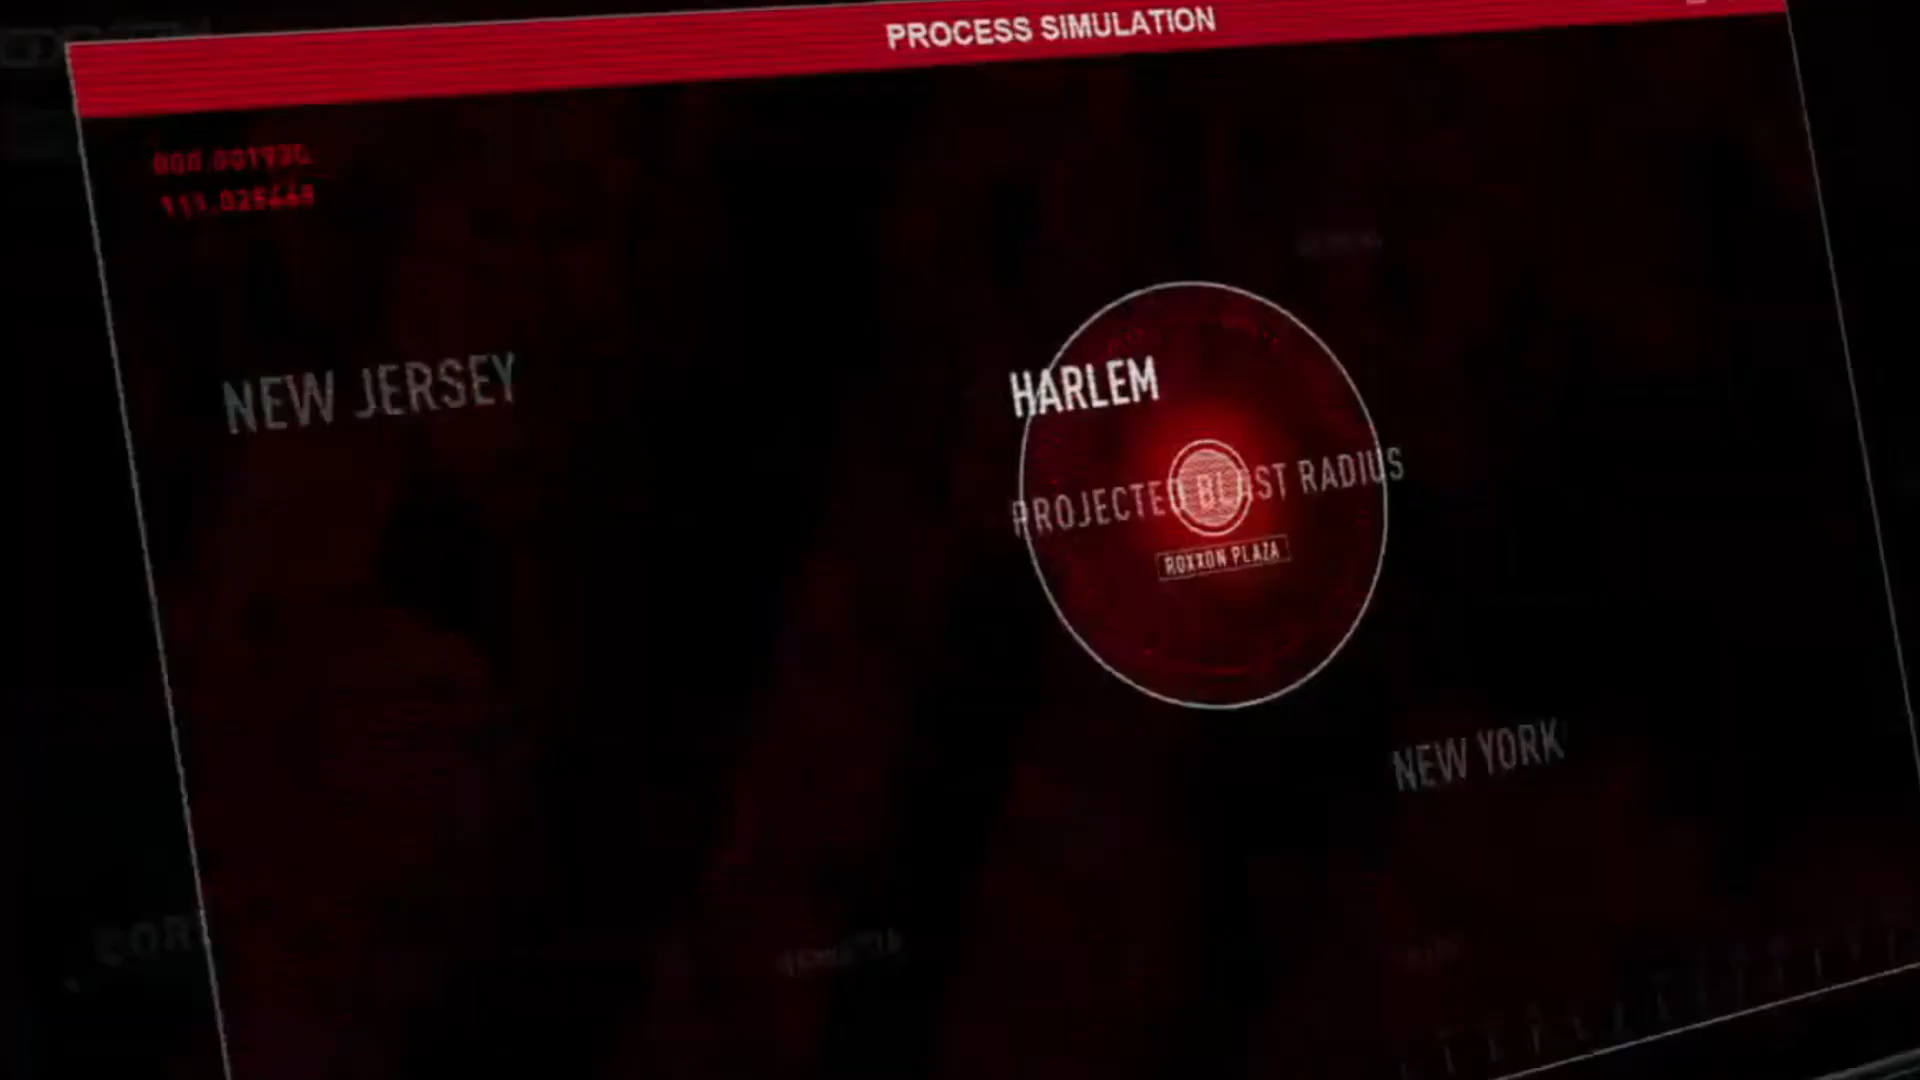 PROCESS SIMULATION
NEW JERSEY
HARLEM
PROJECTED BLAST RADIUS
ROXXON PLAZA
NEW YORK